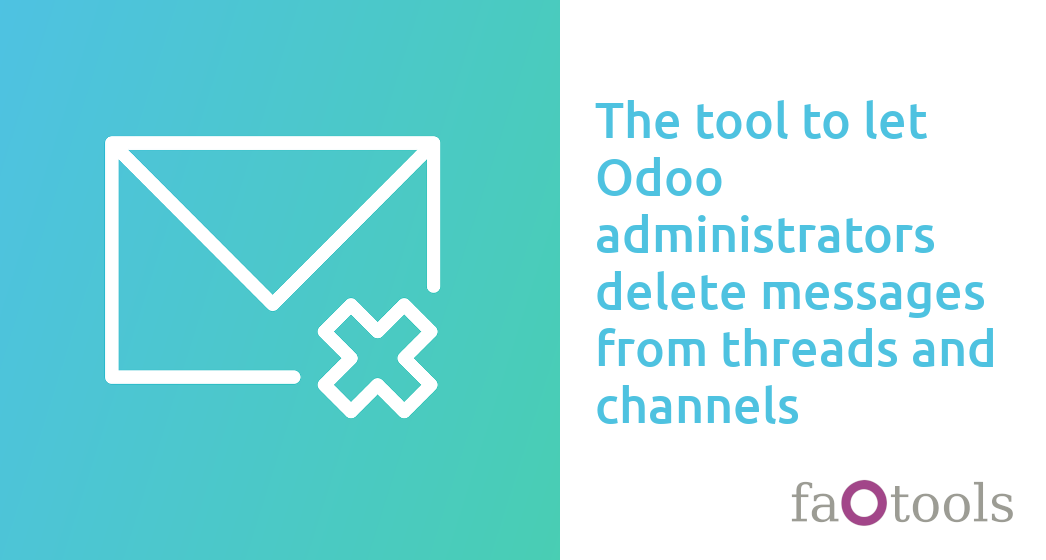 The tool to let
Odoo
administrators
delete messages
from threads and
channels
faOtools